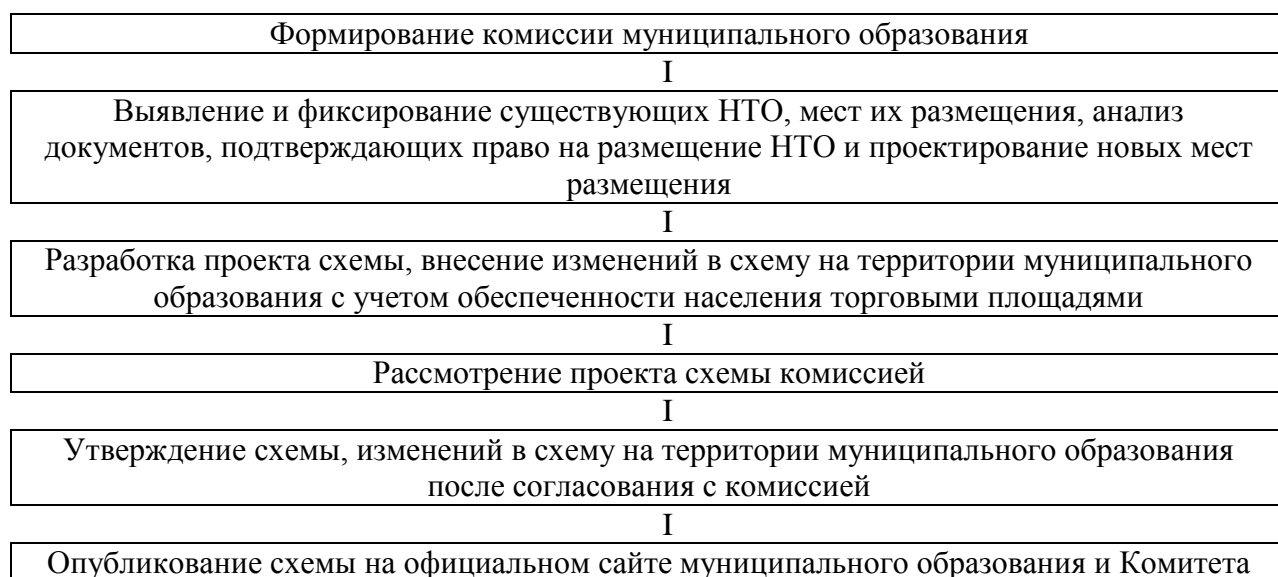 Формирование комиссии муниципального образования
I
Выявление и фиксирование существующих НТО, мест их размещения, анализ
документов, подтверждающих право на размещение НТО и проектирование новых мест
размещения
I
Разработка проекта схемы, внесение изменений в схему на территории муниципального
образования с учетом обеспеченности населения торговыми площадями
I
Рассмотрение проекта схемы комиссией
I
Утверждение схемы, изменений в схему на территории муниципального образования
после согласования с комиссией
I
Опубликование схемы на официальном сайте муниципального образования и Комитета